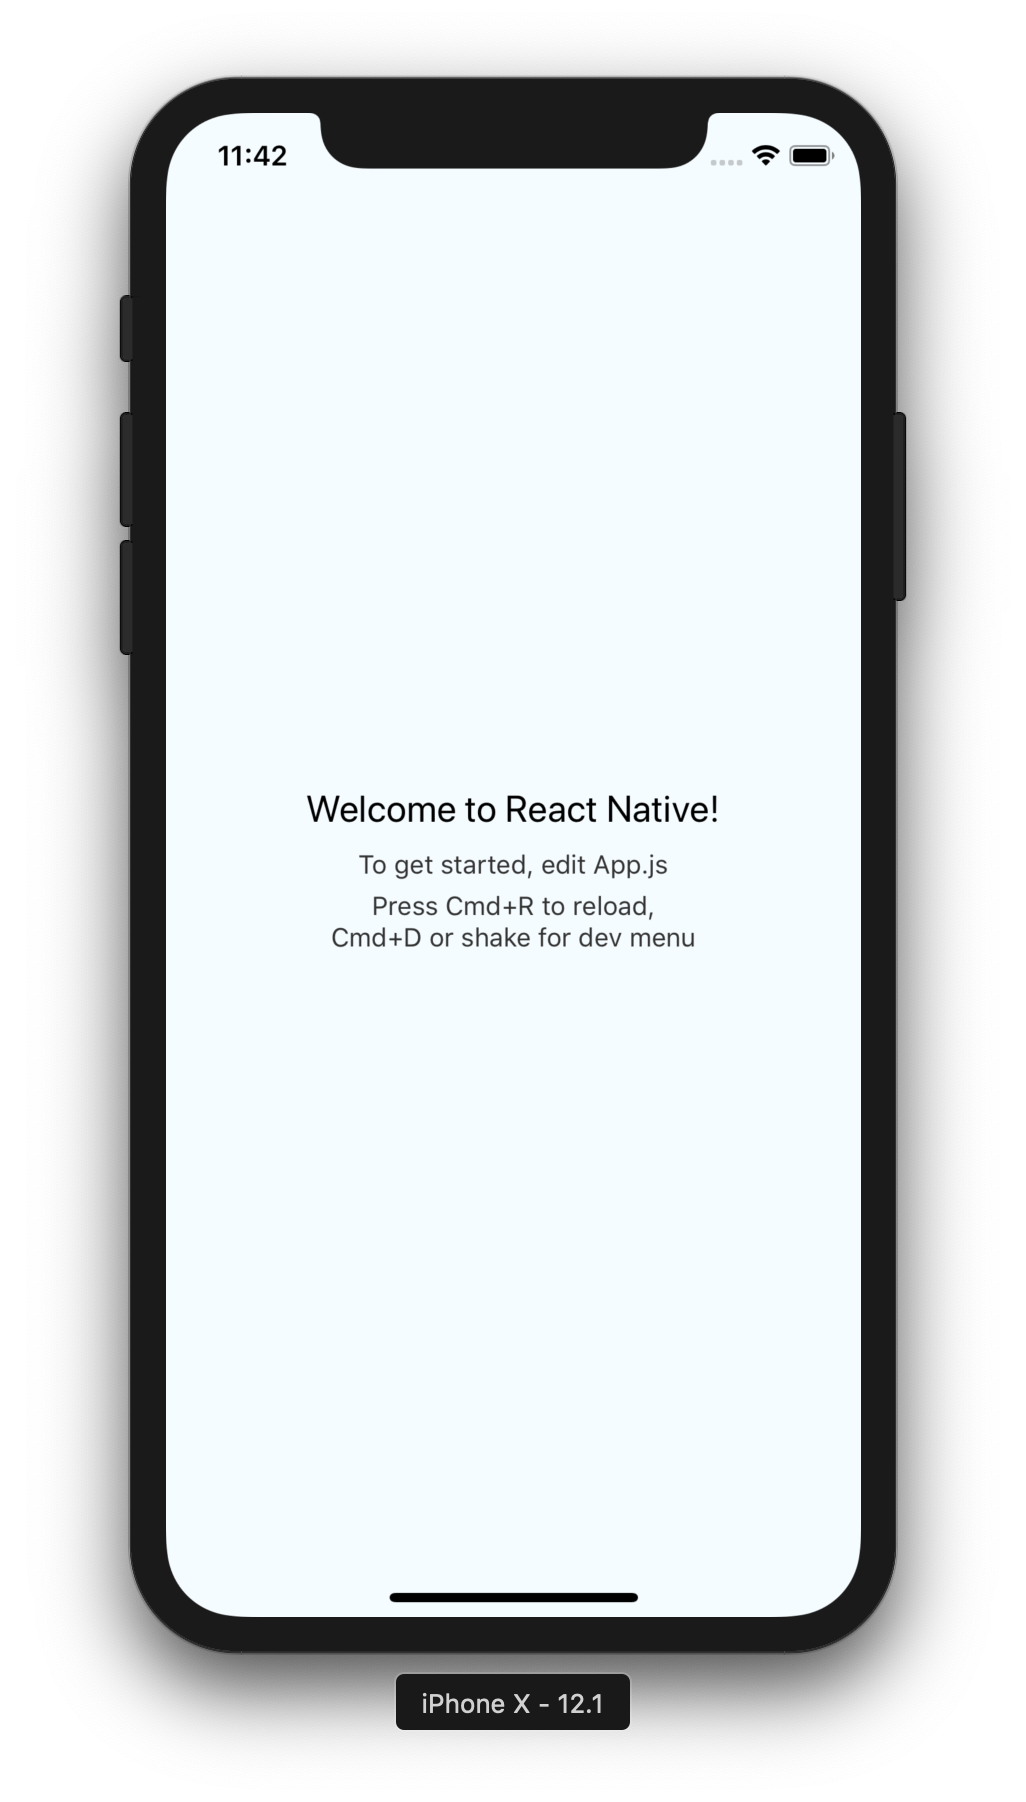 11:42
Welcome to React Native!
To get started, edit App.js
Press Cmd+R to reload,
Cmd+D or shake for dev menu
iPhone X - 12.1